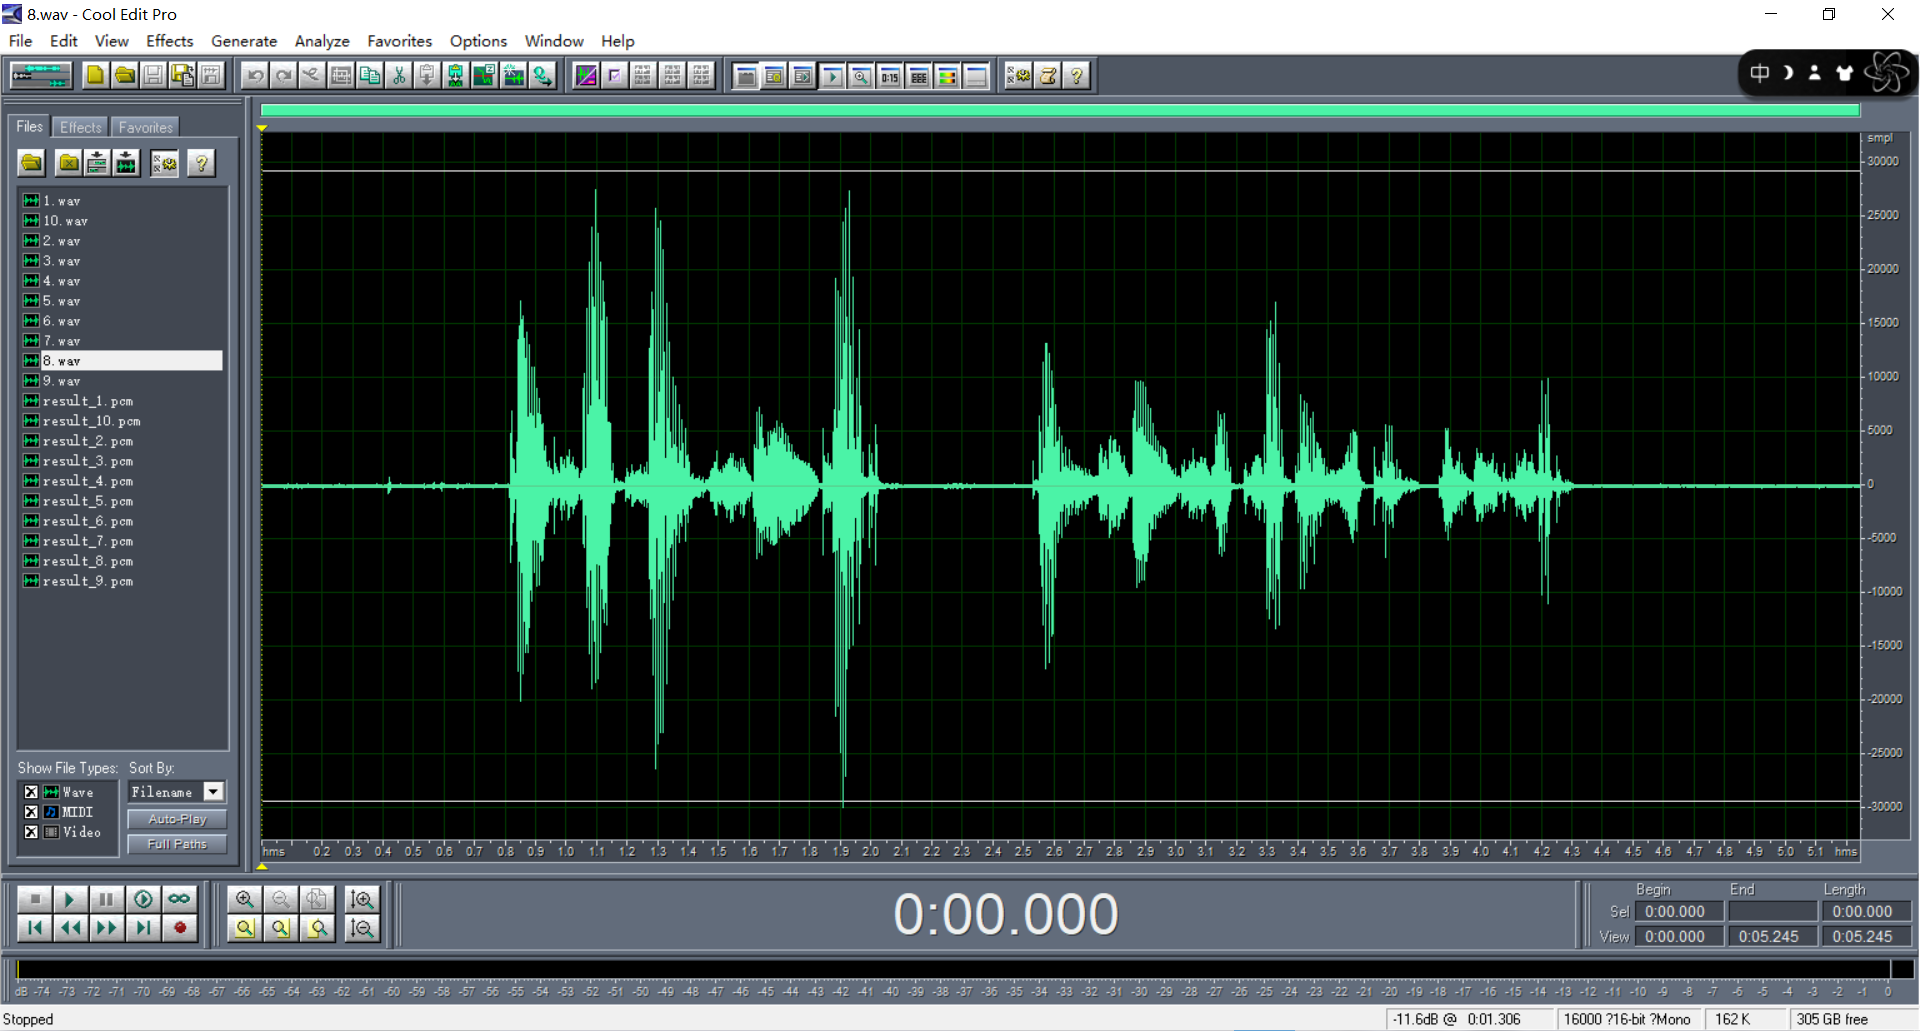 8.wav - Cool Edit Pro
File Edit View Effects Generate Analyze Favorites Options Window Help
0:15
中
Files Effects Favorites
1.wav
10.wav
2.wav
3.wav
4.wav
5.wav
6.wav
7.wav
8.wav
9.wav
result_1.pcm
result_10.pcm
result_2.pcm
result_3.pcm
result_4.pcm
result_5.pcm
result_6.pcm
result_7.pcm
result_8.pcm
result_9.pcm
Show File Types: Sort By:
Wave Filename
MIDI Auto-Play
Video Full Paths
smpl
30000
25000
20000
15000
10000
5000
0
-5000
-10000
-15000
-20000
-25000
-30000
hms 0.2 0.3 0.4 0.5 0.6 0.7 0.8 0.9 1.0 1.1 1.2 1.3 1.4 1.5 1.6 1.7 1.8 1.9 2.0 2.1 2.2 2.3 2.4 2.5 2.6 2.7 2.8 2.9 3.0 3.1 3.2 3.3 3.4 3.5 3.6 3.7 3.8 3.9 4.0 4.1 4.2 4.3 4.4 4.5 4.6 4.7 4.8 4.9 5.0 5.1 hms
0:00.000
Begin End Length
Sel 0:00.000 0:00.000
View 0:00.000 0:05.245 0:05.245
dB -74 -73 -72 -71 -70 -69 -68 -67 -66 -65 -64 -63 -62 -61 -60 -59 -58 -57 -56 -55 -54 -53 -52 -51 -50 -49 -48 -47 -46 -45 -44 -43 -42 -41 -40 -39 -38 -37 -36 -35 -34 -33 -32 -31 -30 -29 -28 -27 -26 -25 -24 -23 -22 -21 -20 -19 -18 -17 -16 -15 -14 -13 -12 -11 -10 -9 -8 -7 -6 -5 -4 -3 -2 -1 0
Stopped -11.6dB @ 0:01.306 16000 ?16-bit ?Mono 162 K 305 GB free